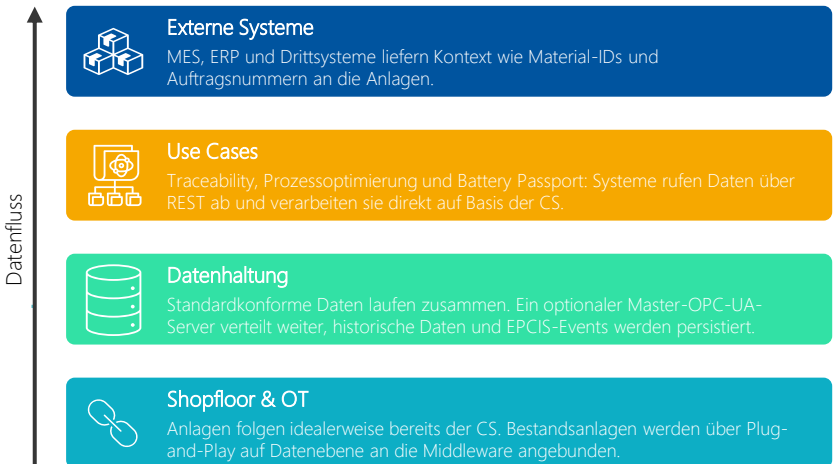 Externe Systeme
MES, ERP und Drittsysteme liefern Kontext wie Material-IDs und
Auftragsnummern an die Anlagen.
Use Cases
Traceability, Prozessoptimierung und Battery Passport: Systeme rufen Daten über
REST ab und verarbeiten sie direkt auf Basis der CS.
Datenfluss
Datenhaltung
Standardkonforme Daten laufen zusammen. Ein optionaler Master-OPC-UA-
Server verteilt weiter, historische Daten und EPCIS-Events werden persistiert.
Shopfloor & OT
Anlagen folgen idealerweise bereits der CS. Bestandsanlagen werden über Plug-
and-Play auf Datenebene an die Middleware angebunden.